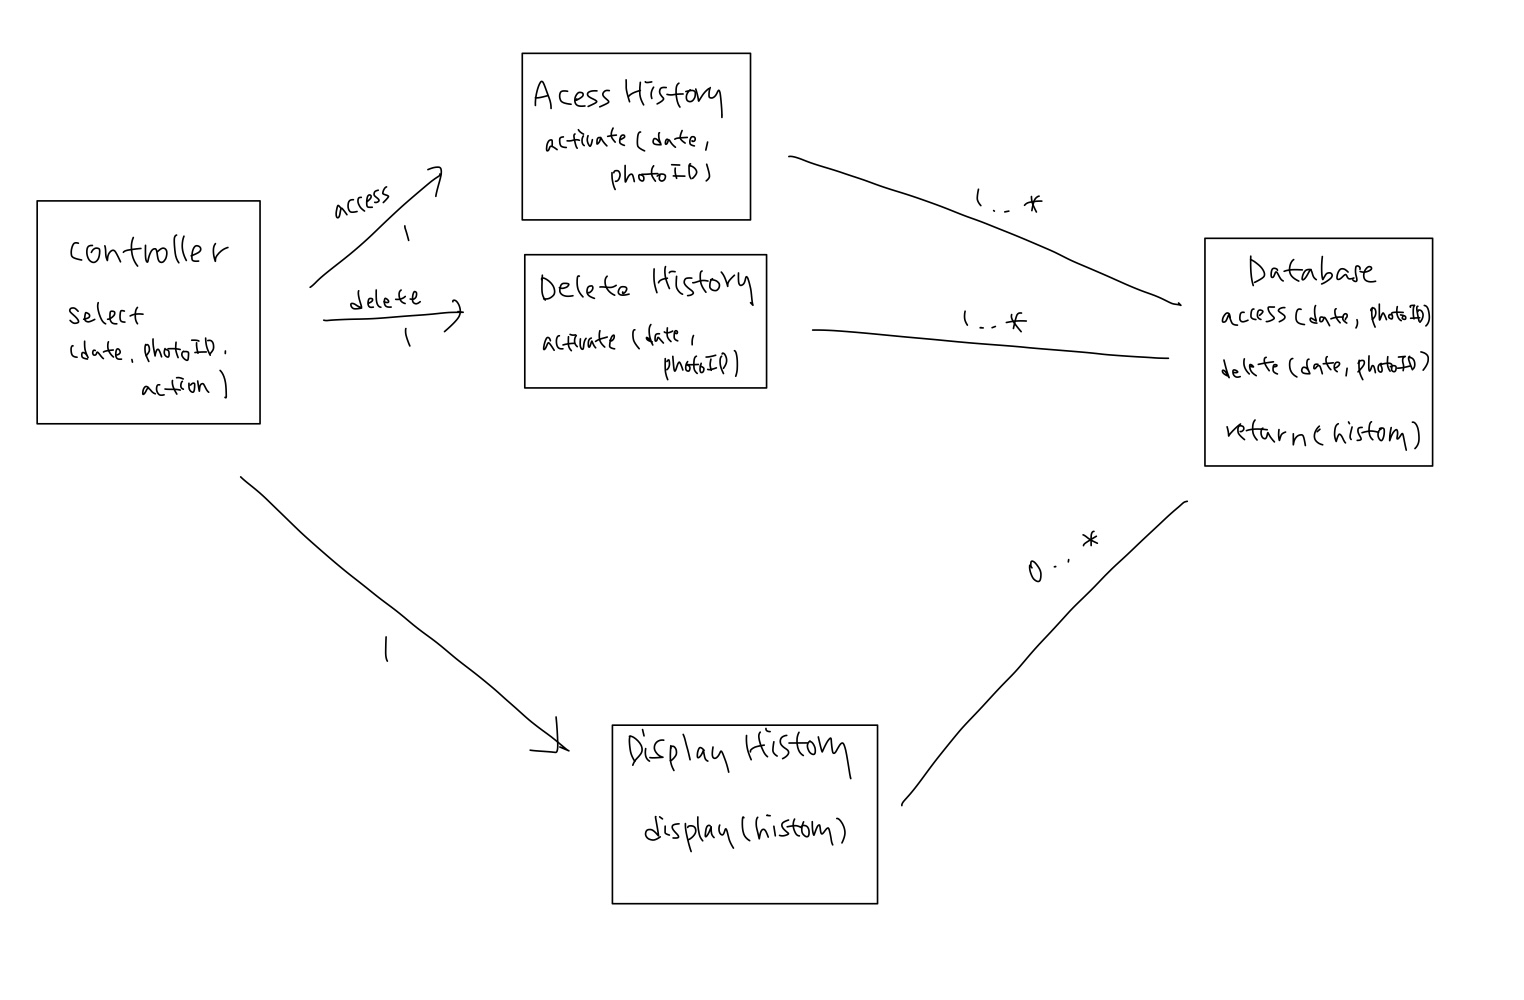 Acess History
activate (date,
photoID)
access
1
controller
select
(date, photoID,
action)
delete
1
Delete History
activate (date,
photoID)
1..*
1..*
Database
access (date, photoID)
delete (date, photoID)
return (history)
1
0..*
Display History
display (history)